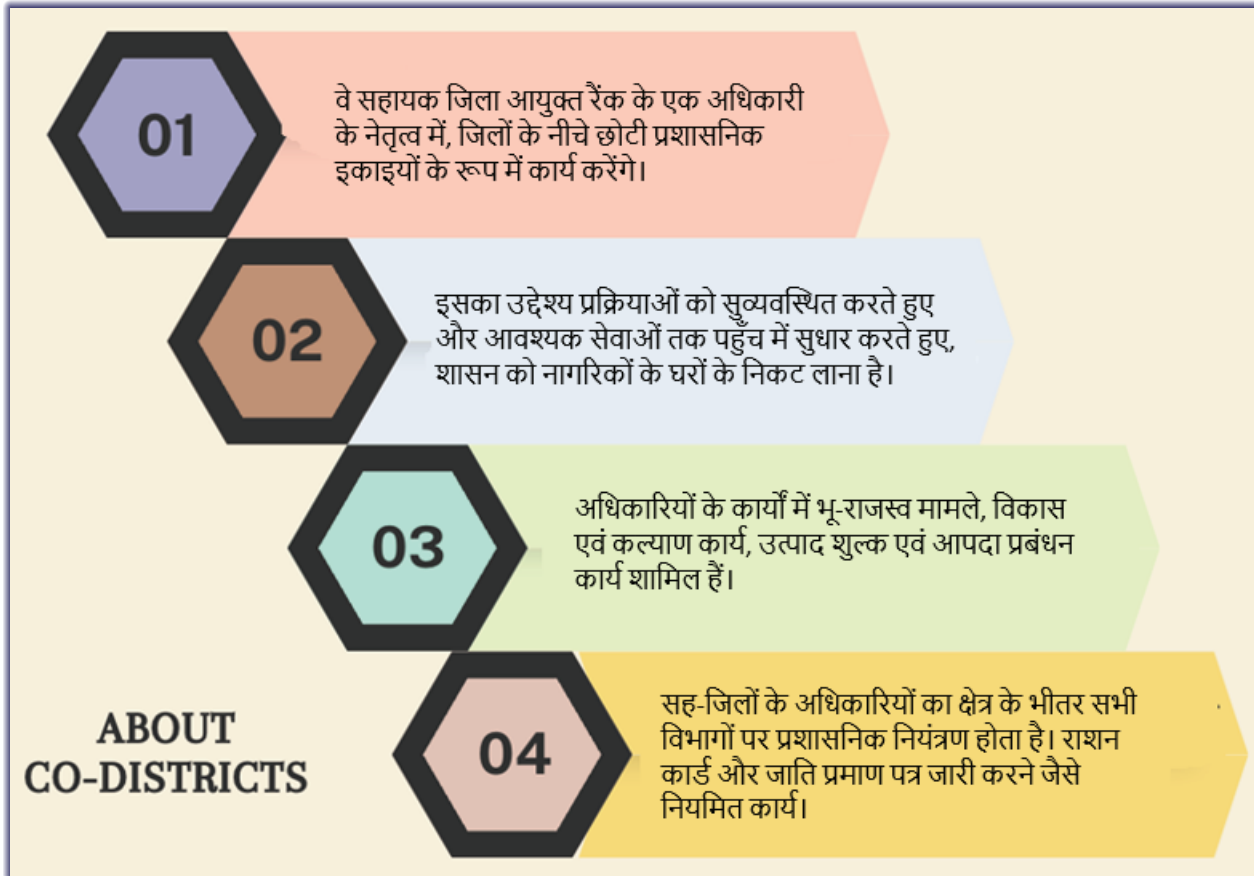 01
वे सहायक जिला आयुक्त रैंक के एक अधिकारी
के नेतृत्व में, जिलों के नीचे छोटी प्रशासनिक
इकाइयों के रूप में कार्य करेंगे।
02
इसका उद्देश्य प्रक्रियाओं को सुव्यवस्थित करते हुए
और आवश्यक सेवाओं तक पहुँच में सुधार करते हुए,
शासन को नागरिकों के घरों के निकट लाना है।
03
अधिकारियों के कार्यों में भू-राजस्व मामले, विकास
एवं कल्याण कार्य, उत्पाद शुल्क एवं आपदा प्रबंधन
कार्य शामिल हैं।
04
सह-जिलों के अधिकारियों का क्षेत्र के भीतर सभी
विभागों पर प्रशासनिक नियंत्रण होता है। राशन
कार्ड और जाति प्रमाण पत्र जारी करने जैसे
नियमित कार्य।
ABOUT
CO-DISTRICTS